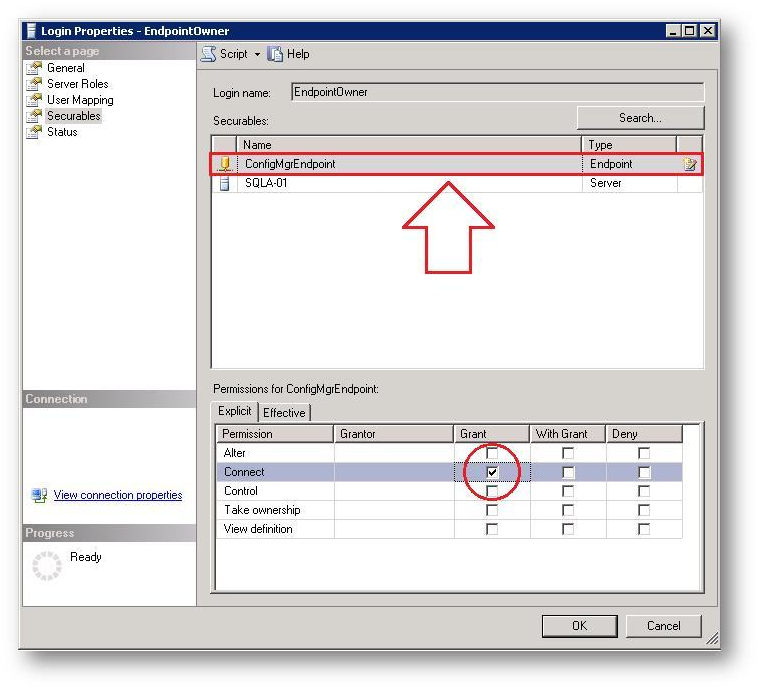 Login Properties - EndpointOwner
Select a page
General
Server Roles
User Mapping
Securables
Status
Script
Help
Login name: EndpointOwner
Securables: Search...
Name Type
ConfigMgrEndpoint Endpoint
SQLA-01 Server
Permissions for ConfigMgrEndpoint:
Explicit Effective
Permission Grantor Grant With Grant Deny
Alter
Connect
Control
Take ownership
View definition
Connection
View connection properties
Progress
Ready
OK Cancel